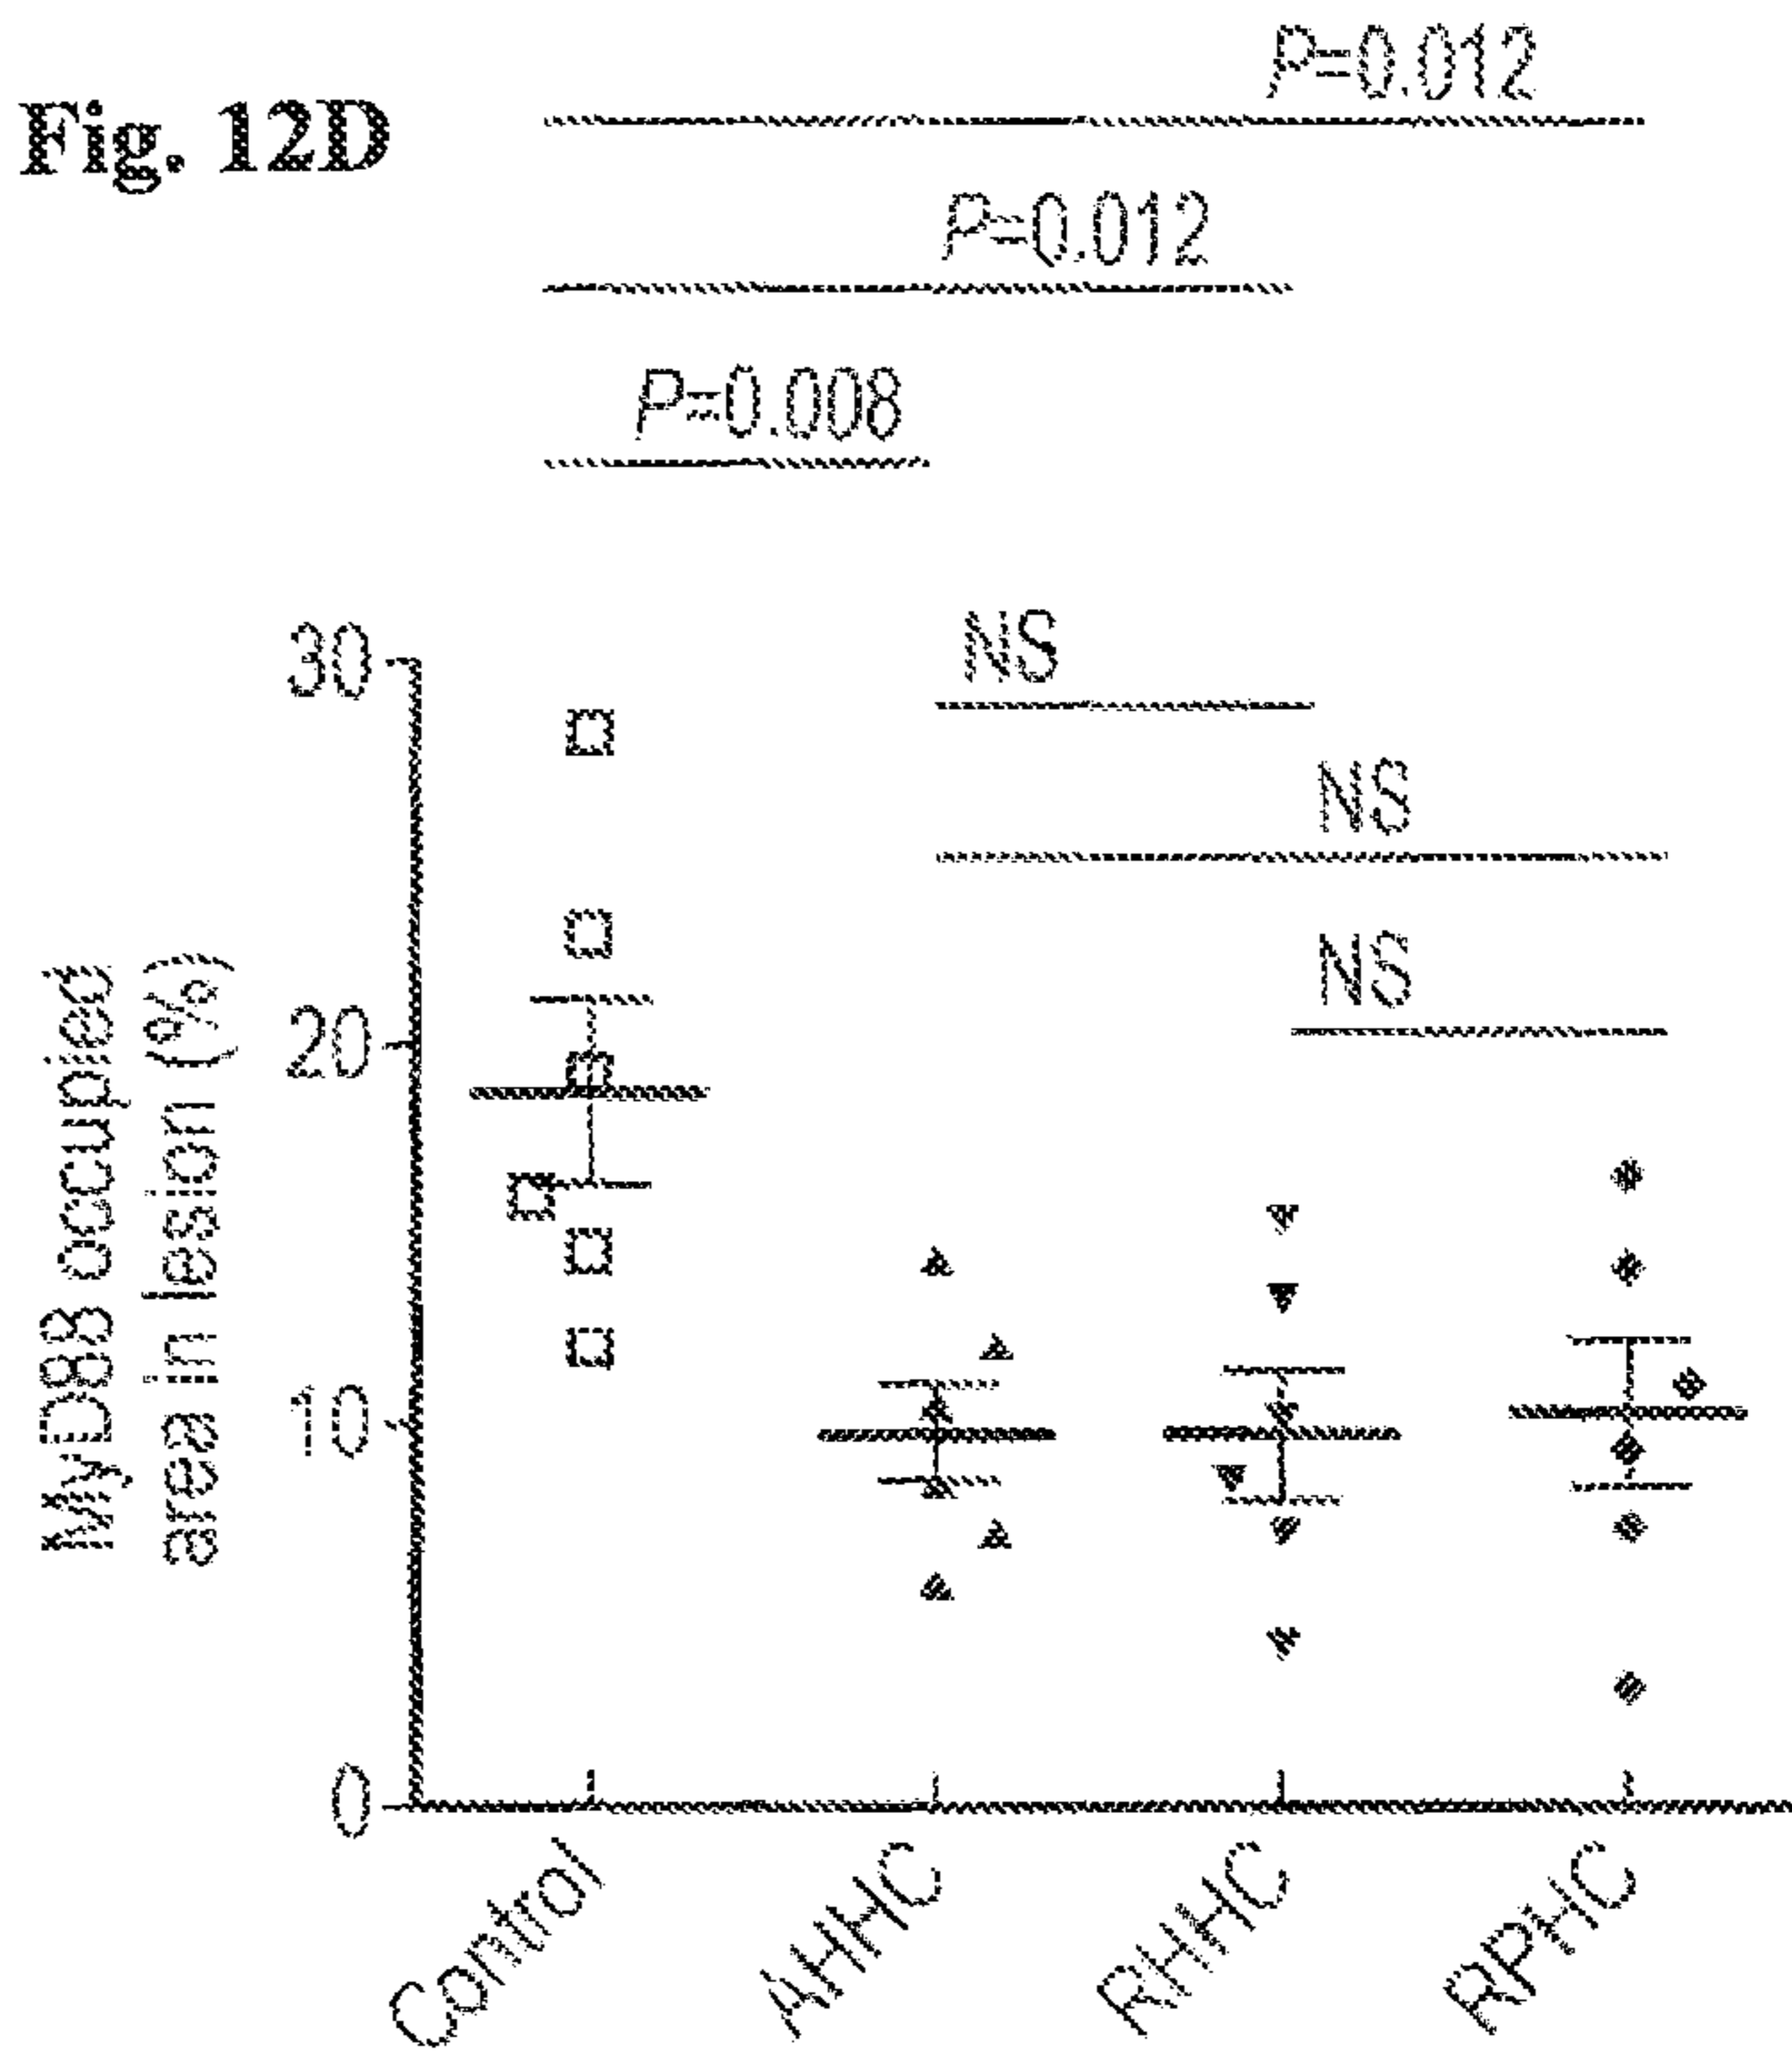 P=0.012
Fig. 12D
P=0.012
P=0.008
NS
NS
NS
30
20
10
0
MyD88 occupied
area in lesion (%)
Control
AHHC
RHHC
RPHC